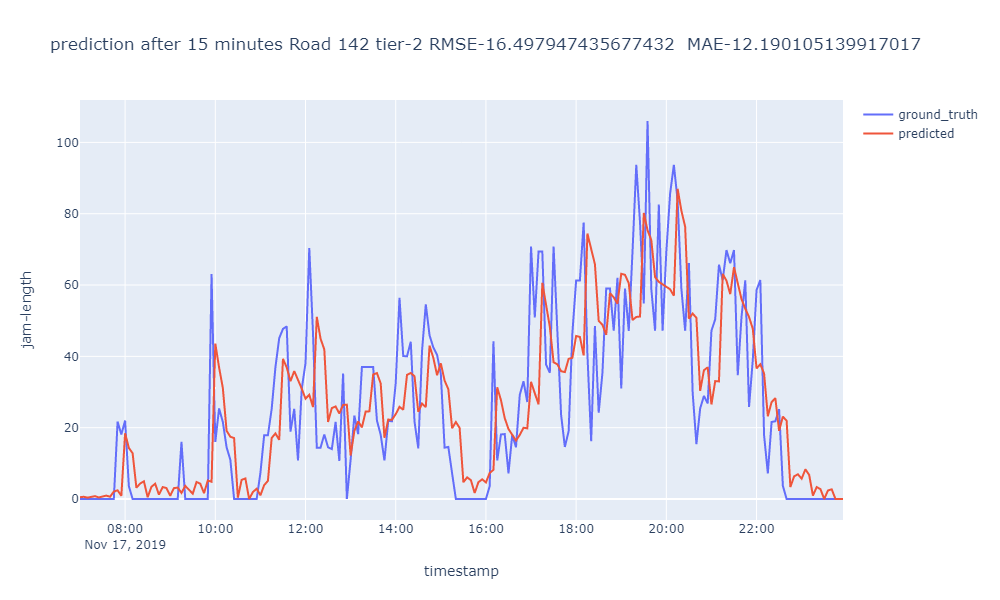 prediction after 15 minutes Road 142 tier-2 RMSE-16.497947435677432  MAE-12.190105139917017
ground_truth
predicted
100
80
60
40
20
0
jam-length
08:00 10:00 12:00 14:00 16:00 18:00 20:00 22:00
Nov 17, 2019
timestamp